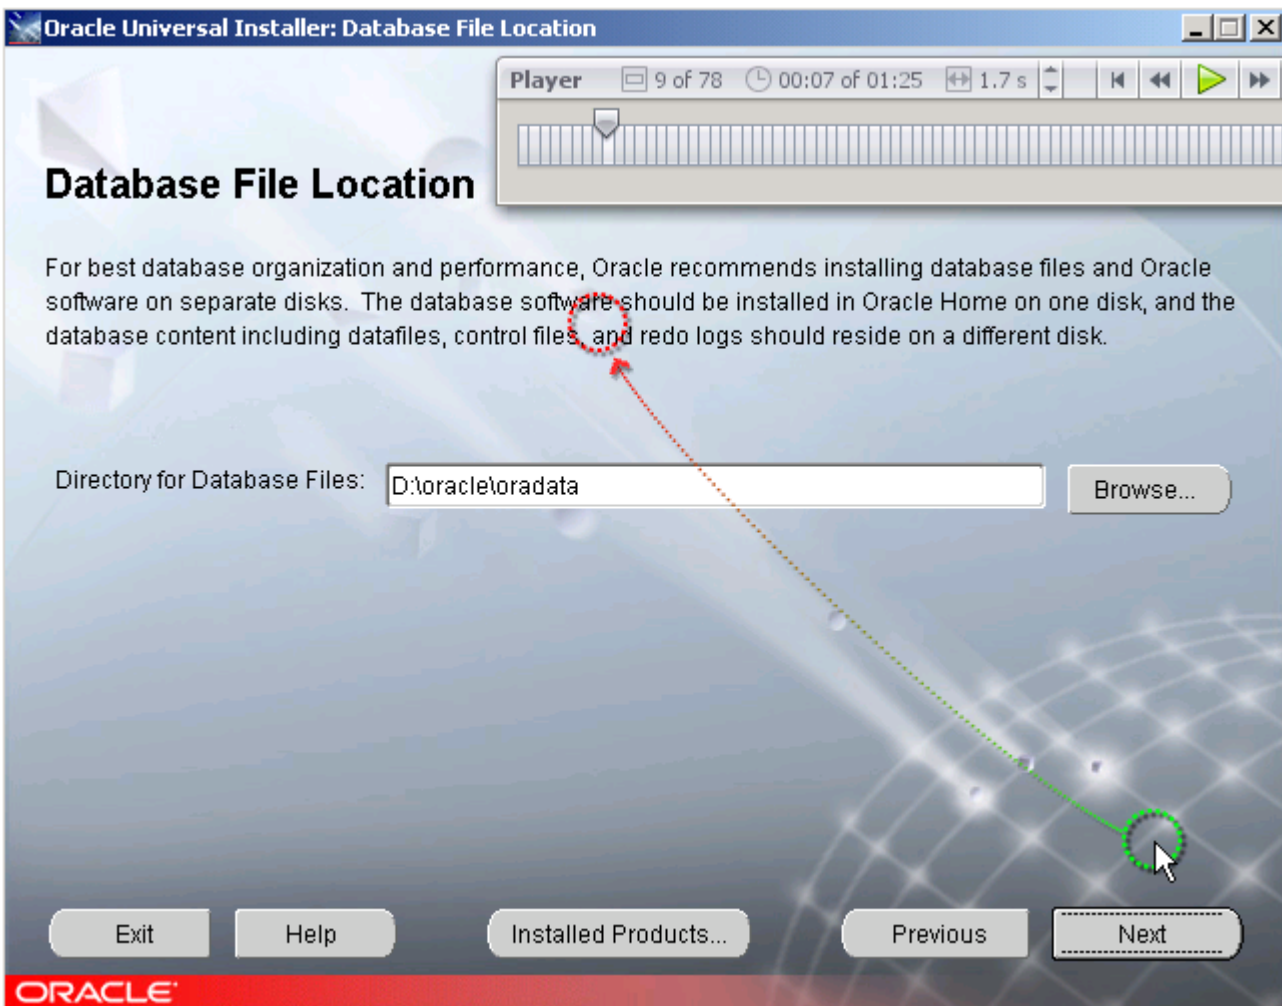 Oracle Universal Installer: Database File Location
Player 9 of 78 00:07 of 01:25 1.7 s
Database File Location
For best database organization and performance, Oracle recommends installing database files and Oracle
software on separate disks. The database software should be installed in Oracle Home on one disk, and the
database content including datafiles, control files, and redo logs should reside on a different disk.
Directory for Database Files: D:\oracle\oradata Browse...
Exit Help Installed Products... Previous Next
ORACLE